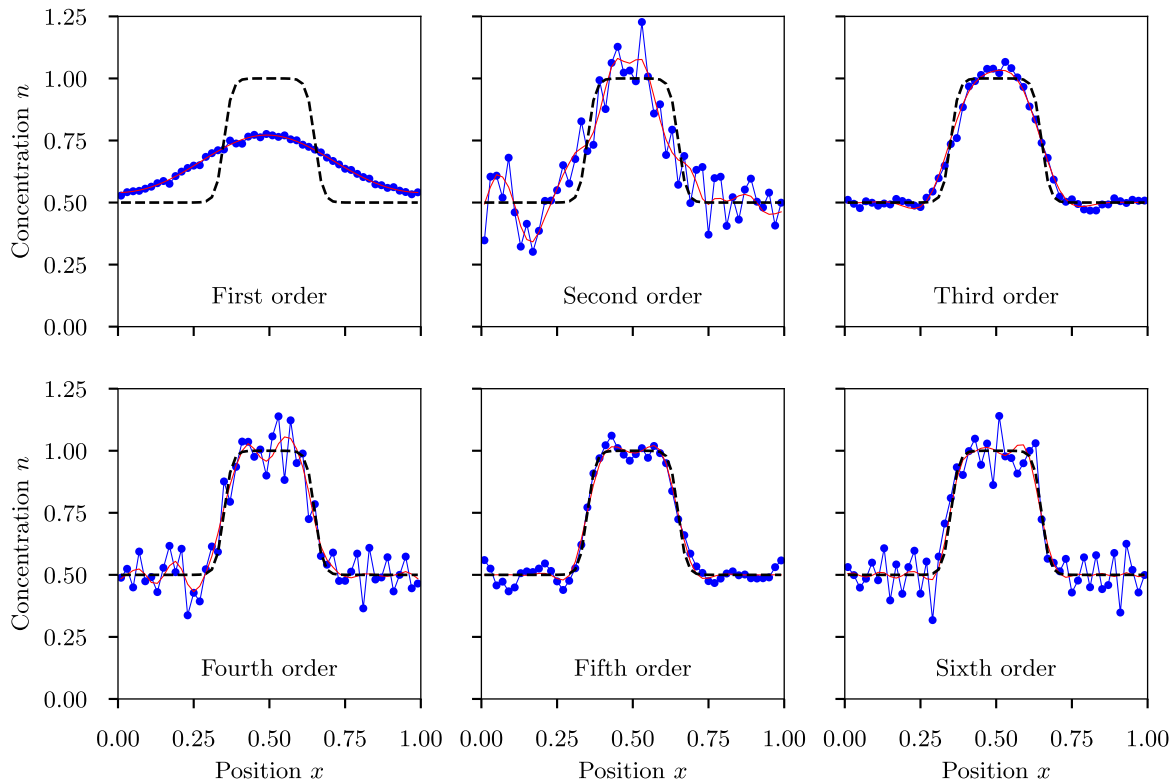 Concentration n
1.25
1.00
0.75
0.50
0.25
0.00
First order
Second order
Third order
Concentration n
1.25
1.00
0.75
0.50
0.25
0.00
Fourth order
Fifth order
Sixth order
0.00 0.25 0.50 0.75 1.00
0.00 0.25 0.50 0.75 1.00
0.00 0.25 0.50 0.75 1.00
Position x
Position x
Position x